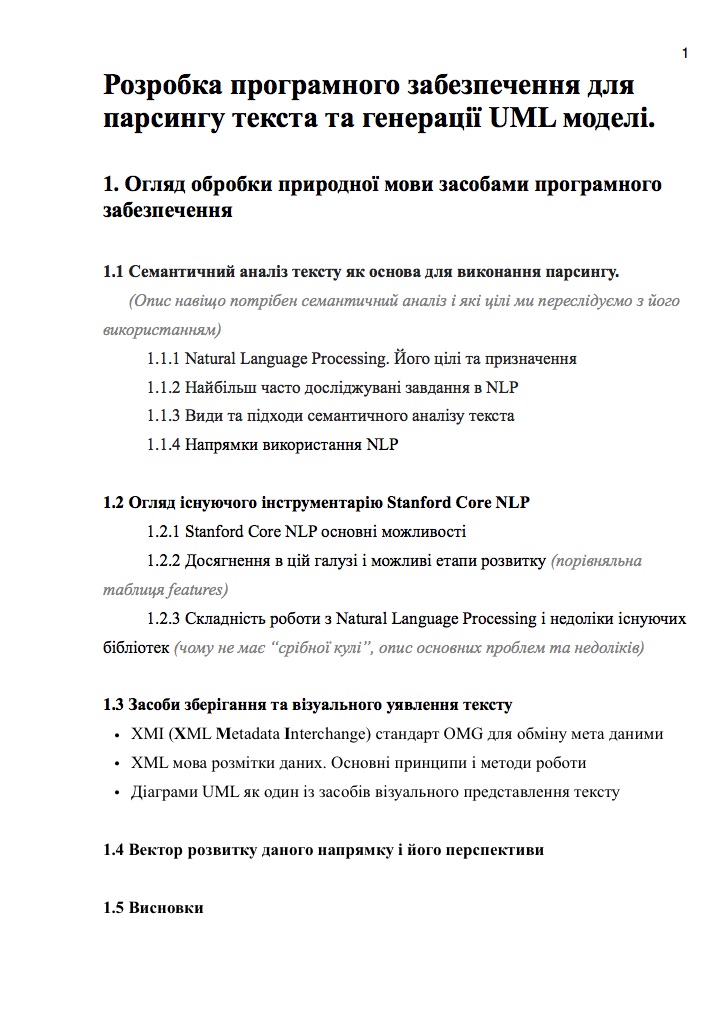 1
Розробка програмного забезпечення для
парсингу текста та генерації UML моделі.
1. Огляд обробки природної мови засобами програмного
забезпечення
1.1 Семантичний аналіз тексту як основа для виконання парсингу.
(Опис навіщо потрібен семантичний аналіз і які цілі ми переслідуємо з його
використанням)
1.1.1 Natural Language Processing. Його цілі та призначення
1.1.2 Найбільш часто досліджувані завдання в NLP
1.1.3 Види та підходи семантичного аналізу текста
1.1.4 Напрямки використання NLP
1.2 Огляд існуючого інструментарію Stanford Core NLP
1.2.1 Stanford Core NLP основні можливості
1.2.2 Досягнення в цій галузі і можливі етапи розвитку (порівняльна
таблиця features)
1.2.3 Складність роботи з Natural Language Processing і недоліки існуючих
бібліотек (чому не має “срібної кулі”, опис основних проблем та недоліків)
1.3 Засоби зберігання та візуального уявлення тексту
• XMI (XML Metadata Interchange) стандарт OMG для обміну мета даними
• XML мова розмітки даних. Основні принципи і методи роботи
• Діаграми UML як один із засобів візуального представлення тексту
1.4 Вектор розвитку даного напрямку і його перспективи
1.5 Висновки